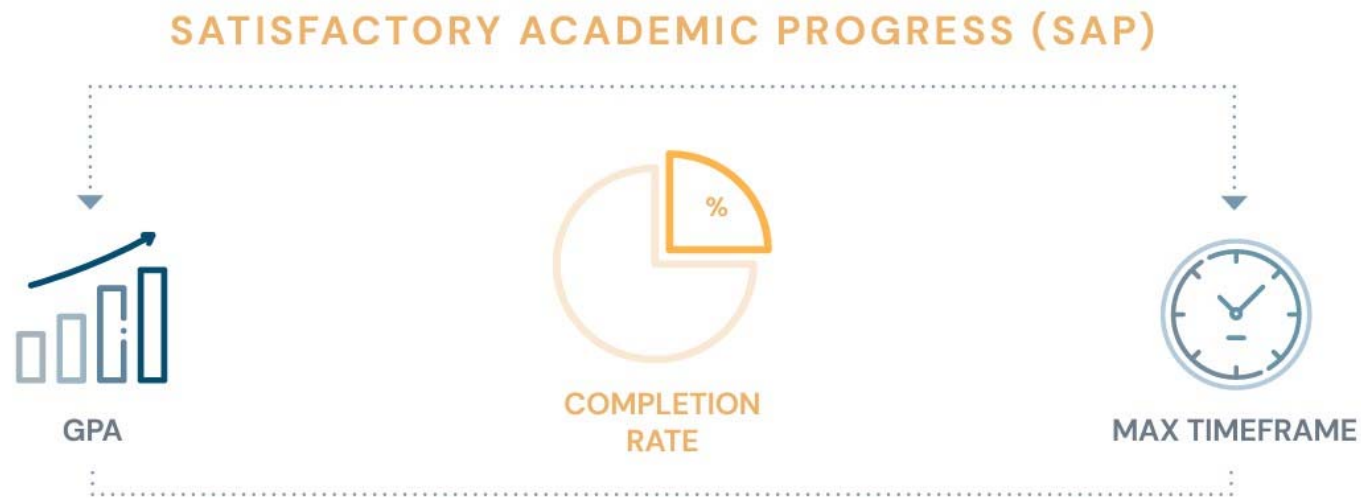 SATISFACTORY ACADEMIC PROGRESS (SAP)
%
GPA
COMPLETION
RATE
MAX TIMEFRAME